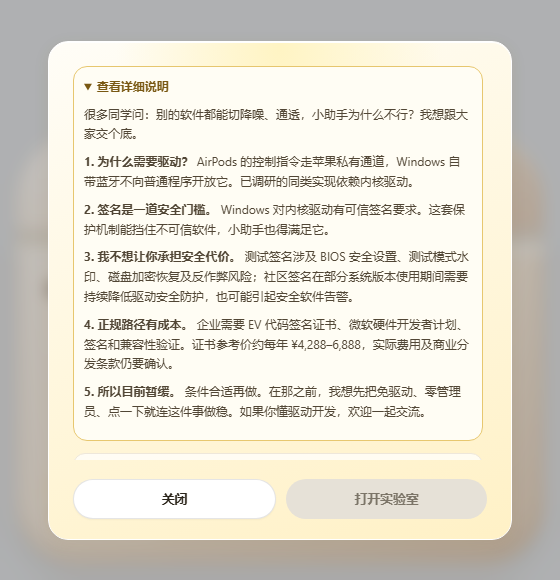 ▼ 查看详细说明
很多同学问：别的软件都能切降噪、通透，小助手为什么不行？我想跟大
家交个底。
1. 为什么需要驱动？ AirPods 的控制指令走苹果私有通道，Windows 自
带蓝牙不向普通程序开放它。已调研的同类实现依赖内核驱动。
2. 签名是一道安全门槛。 Windows 对内核驱动有可信签名要求。这套保
护机制能挡住不可信软件，小助手也得满足它。
3. 我不想让你承担安全代价。 测试签名涉及 BIOS 安全设置、测试模式水
印、磁盘加密恢复及反作弊风险；社区签名在部分系统版本使用期间需要
持续降低驱动安全防护，也可能引起安全软件告警。
4. 正规路径有成本。 企业需要 EV 代码签名证书、微软硬件开发者计划、
签名和兼容性验证。证书参考价约每年 ¥4,288–6,888，实际费用及商业分
发条款仍要确认。
5. 所以目前暂缓。 条件合适再做。在那之前，我想先把免驱动、零管理
员、点一下就连这件事做稳。如果你懂驱动开发，欢迎一起交流。
关闭
打开实验室